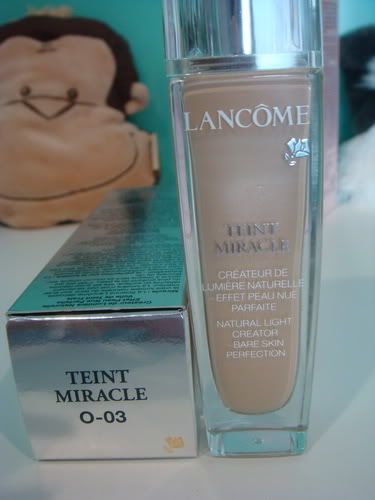 LANCÔME
TEINT
MIRACLE
CRÉATEUR DE
LUMIÈRE NATURELLE
-EFFET PEAU NUE
PARFAITE
NATURAL LIGHT
CREATOR
-BARE SKIN
PERFECTION
TEINT
MIRACLE
O-03